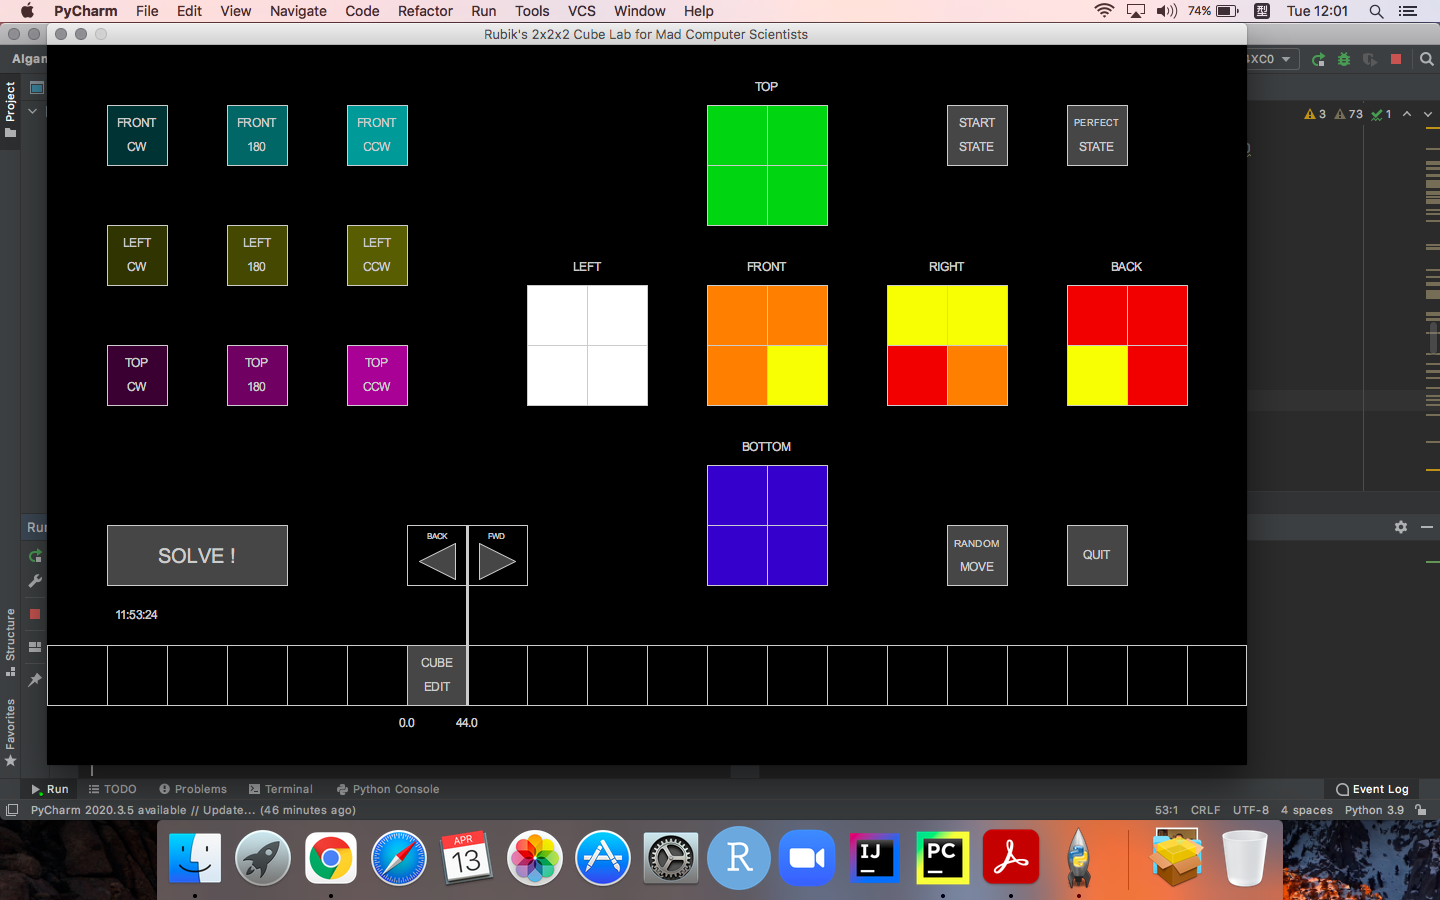 PyCharm File Edit View Navigate Code Refactor Run Tools VCS Window Help 74% 型 Tue 12:01
Rubik's 2x2x2 Cube Lab for Mad Computer Scientists
Algan
4XC0
Project
3 73 1
TOP
FRONT CW
FRONT 180
FRONT CCW
START STATE
PERFECT STATE
LEFT CW
LEFT 180
LEFT CCW
LEFT
FRONT
RIGHT
BACK
TOP CW
TOP 180
TOP CCW
BOTTOM
Run
SOLVE !
BACK
FWD
RANDOM MOVE
QUIT
11:53:24
Structure
CUBE EDIT
0.0 44.0
Favorites
Run TODO Problems Terminal Python Console Event Log
PyCharm 2020.3.5 available // Update... (46 minutes ago) 53:1 CRLF UTF-8 4 spaces Python 3.9
APR
13
R
IJ
PC